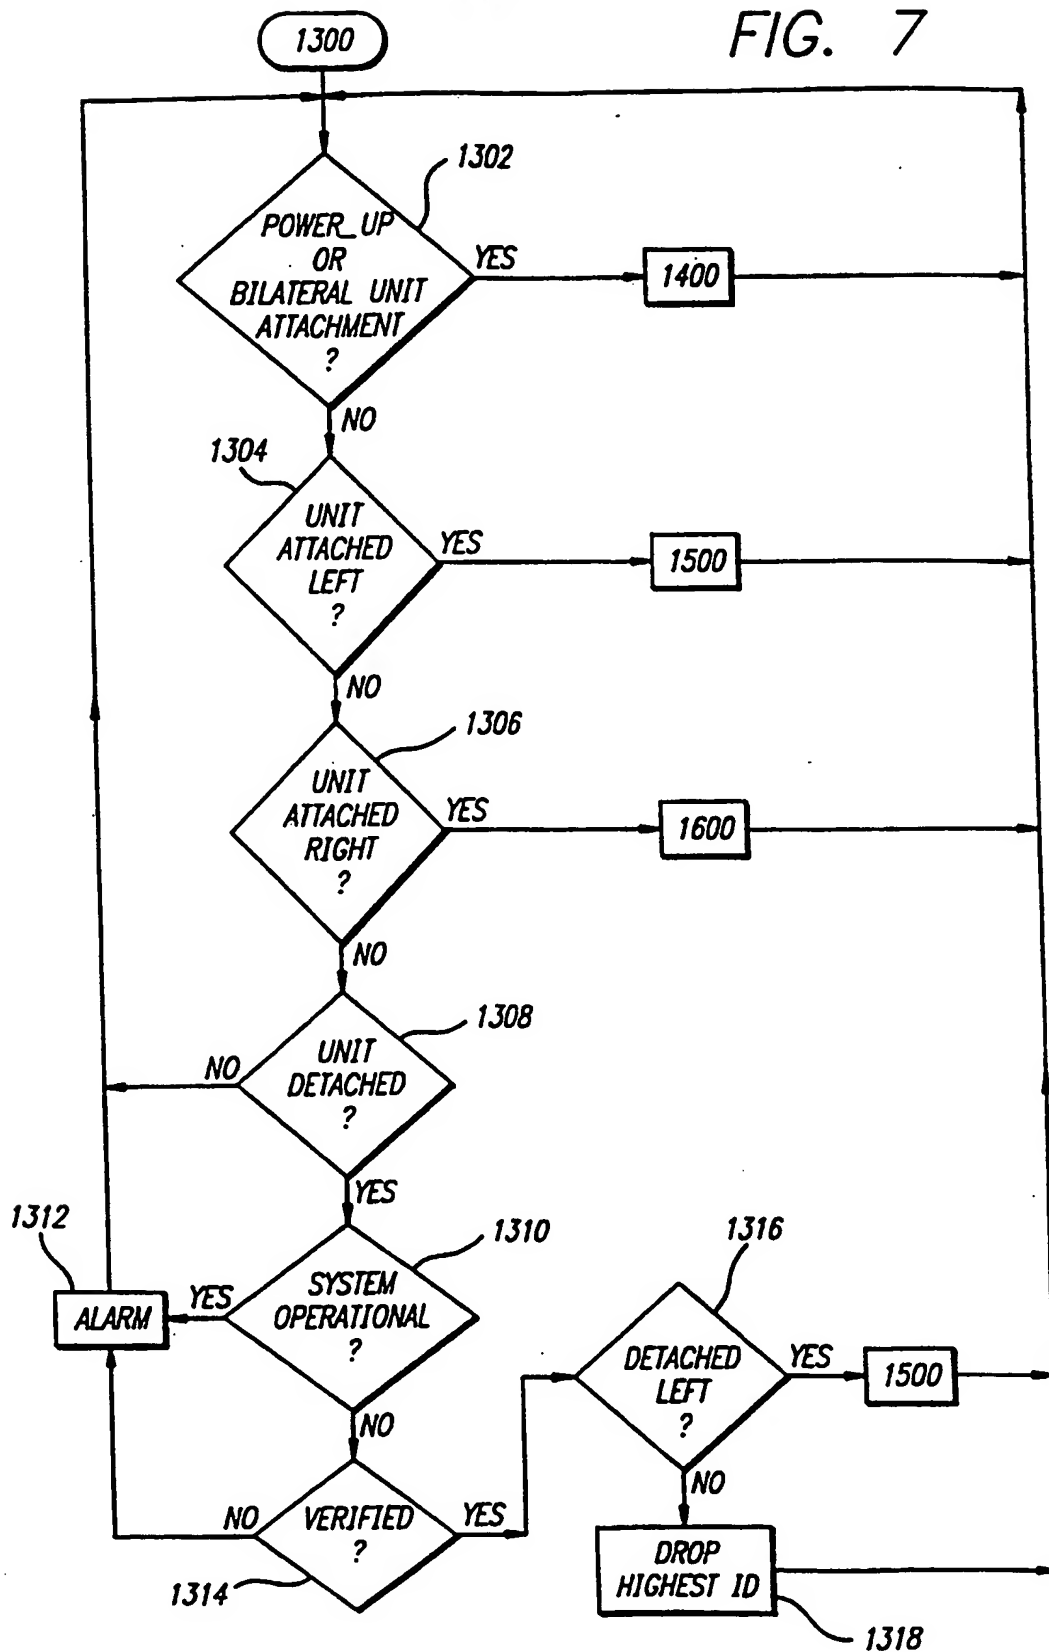 FIG. 7
1300
1302
POWER_UP
OR
BILATERAL UNIT
ATTACHMENT
?
YES
1400
NO
1304
UNIT
ATTACHED
LEFT
?
YES
1500
NO
1306
UNIT
ATTACHED
RIGHT
?
YES
1600
NO
1308
UNIT
DETACHED
?
NO
YES
1312
ALARM
1310
SYSTEM
OPERATIONAL
?
YES
NO
1314
VERIFIED
?
NO
YES
1316
DETACHED
LEFT
?
YES
1500
NO
DROP
HIGHEST ID
1318